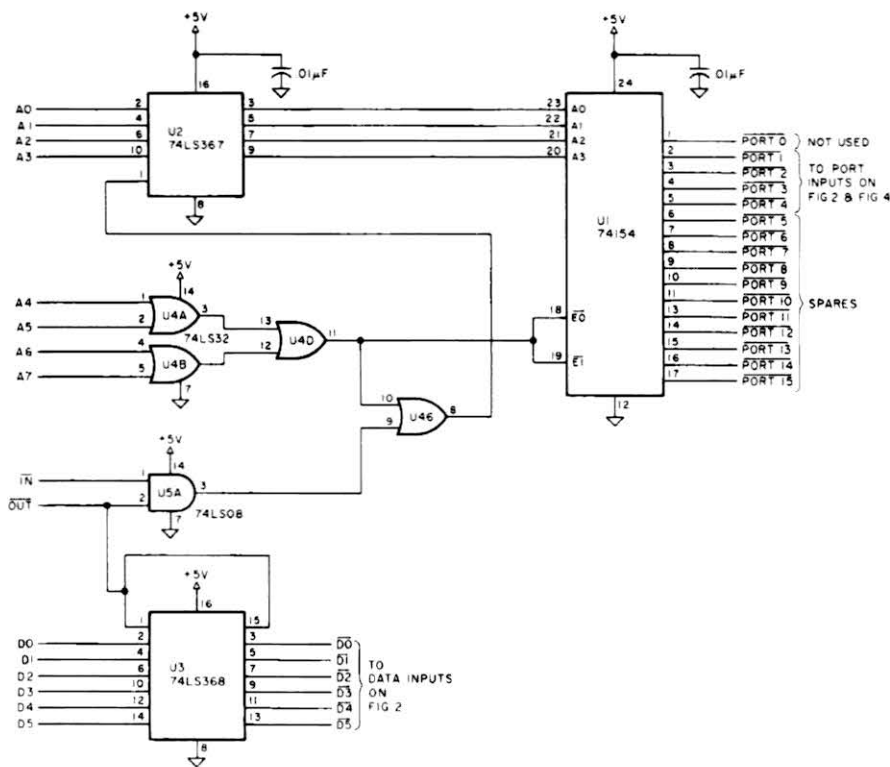 +5V
+5V
.01µF
.01µF
16
24
A0 2 3 23 A0
A1 4 U2 5 22 A1
A2 6 74LS367 7 21 A2
A3 10 9 20 A3
1
8
1 PORT 0 NOT USED
2 PORT 1
3 PORT 2 TO PORT
4 PORT 3 INPUTS ON
5 PORT 4 FIG 2 & FIG 4
U1
74154
6 PORT 5
7 PORT 6
8 PORT 7
9 PORT 8
10 PORT 9
11 PORT 10 SPARES
13 PORT 11
14 PORT 12
15 PORT 13
16 PORT 14
17 PORT 15
12
+5V
14
A4 1 U4A 3
A5 2 74LS32
13 U4D 11
12
A6 4 U4B
A7 5 7
18 E0
19 E1
10 U46 8
9
+5V
14
IN 1 U5A 3
OUT 2 74LS08
7
+5V
16
1 15
D0 2 3 D0
D1 4 U3 5 D1 TO
D2 6 74LS368 7 D2 DATA INPUTS
D3 10 9 D3 ON
D4 12 11 D4 FIG 2
D5 14 13 D5
8